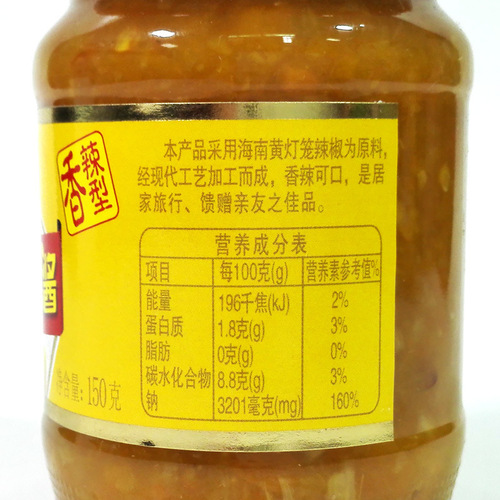 香辣型
酱
净含量:150克
本产品采用海南黄灯笼辣椒为原料,
经现代工艺加工而成，香辣可口，是居
家旅行、馈赠亲友之佳品。
营养成分表
项目 每100克(g) 营养素参考值%
能量 196千焦(kJ) 2%
蛋白质 1.8克(g) 3%
脂肪 0克(g) 0%
碳水化合物 8.8克(g) 3%
钠 3201毫克(mg) 160%